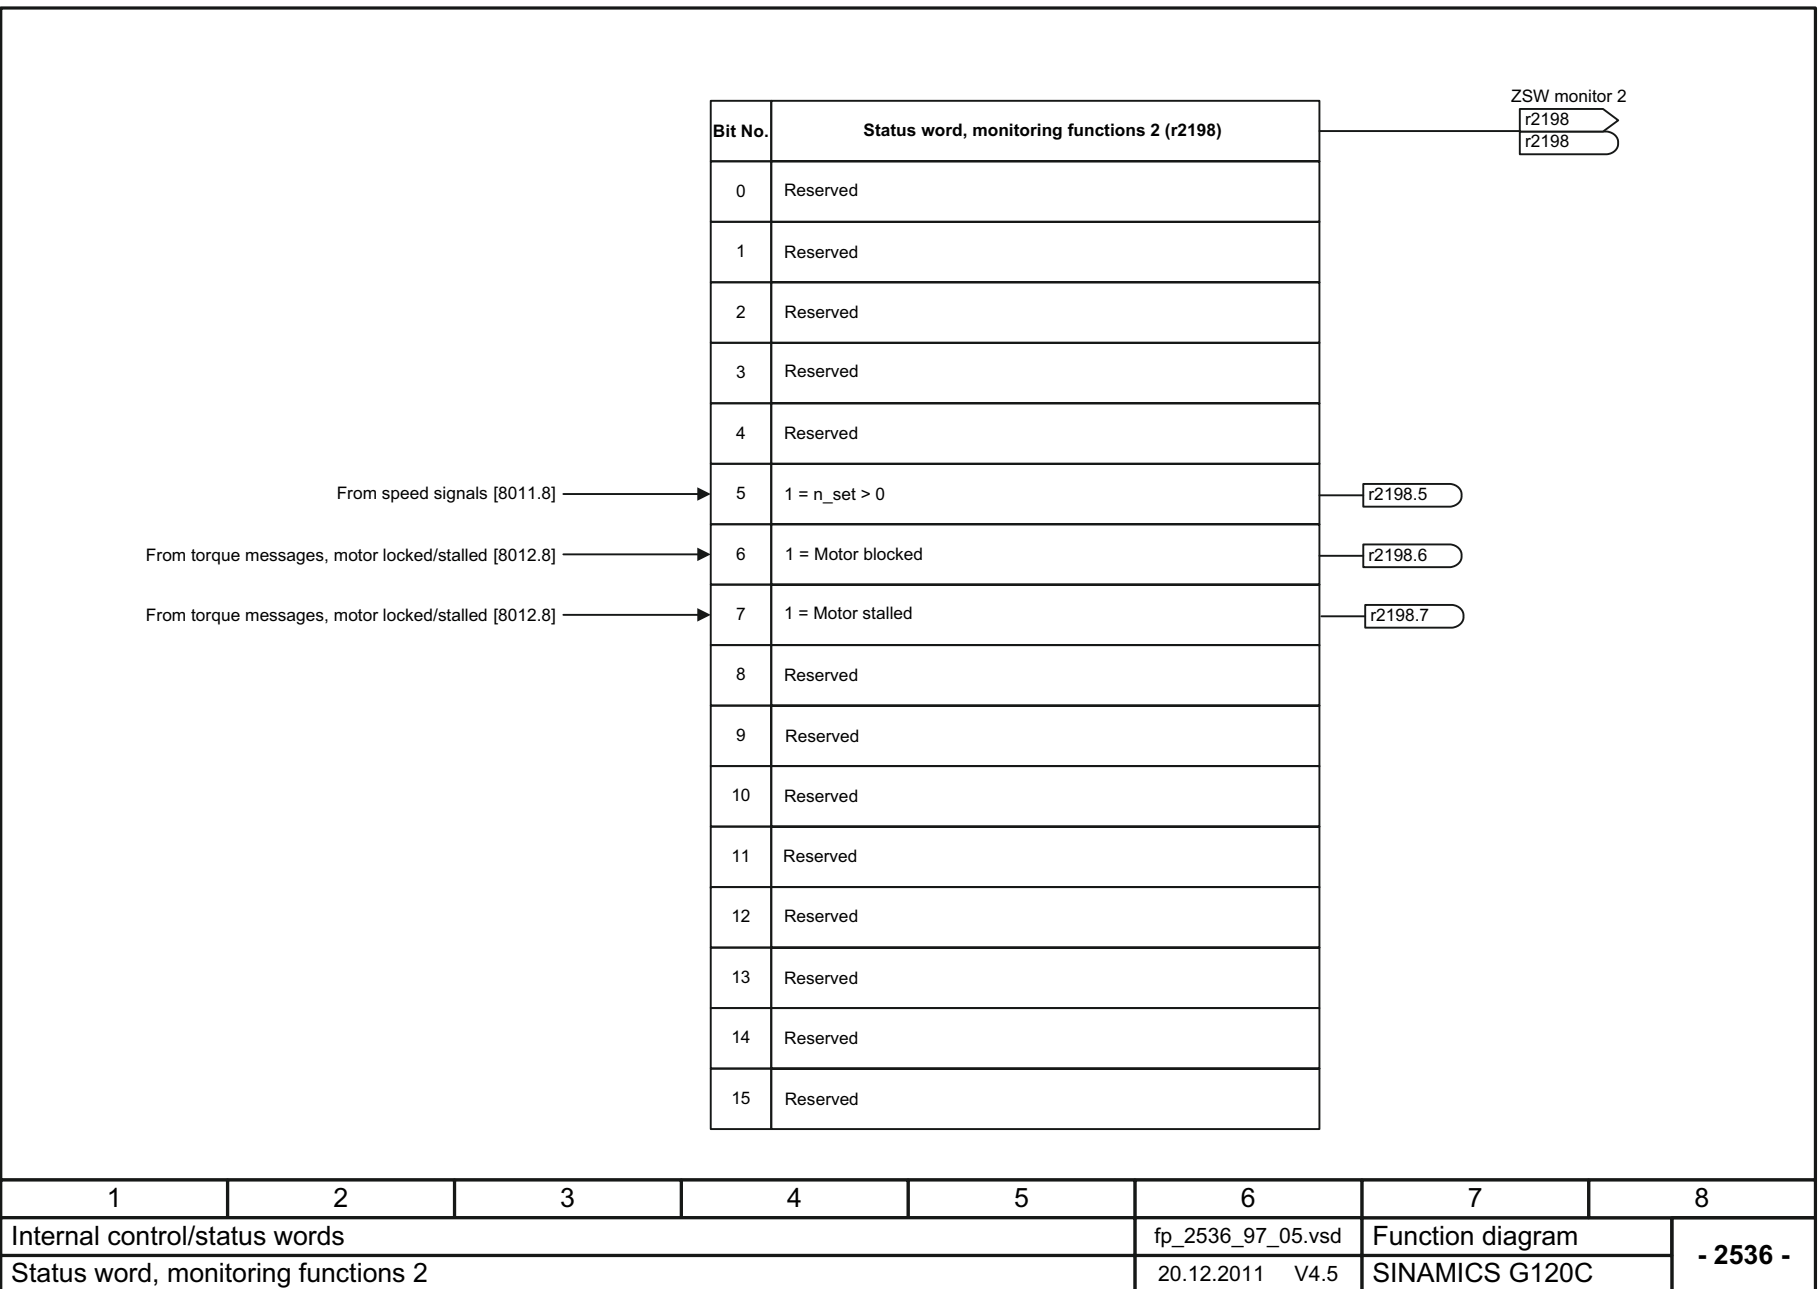 ZSW monitor 2
Bit No. Status word, monitoring functions 2 (r2198) r2198
r2198
0 Reserved
1 Reserved
2 Reserved
3 Reserved
4 Reserved
From speed signals [8011.8] 5 1 = n_set > 0 r2198.5
From torque messages, motor locked/stalled [8012.8] 6 1 = Motor blocked r2198.6
From torque messages, motor locked/stalled [8012.8] 7 1 = Motor stalled r2198.7
8 Reserved
9 Reserved
10 Reserved
11 Reserved
12 Reserved
13 Reserved
14 Reserved
15 Reserved
1 2 3 4 5 6 7 8
Internal control/status words fp_2536_97_05.vsd Function diagram - 2536 -
Status word, monitoring functions 2 20.12.2011 V4.5 SINAMICS G120C